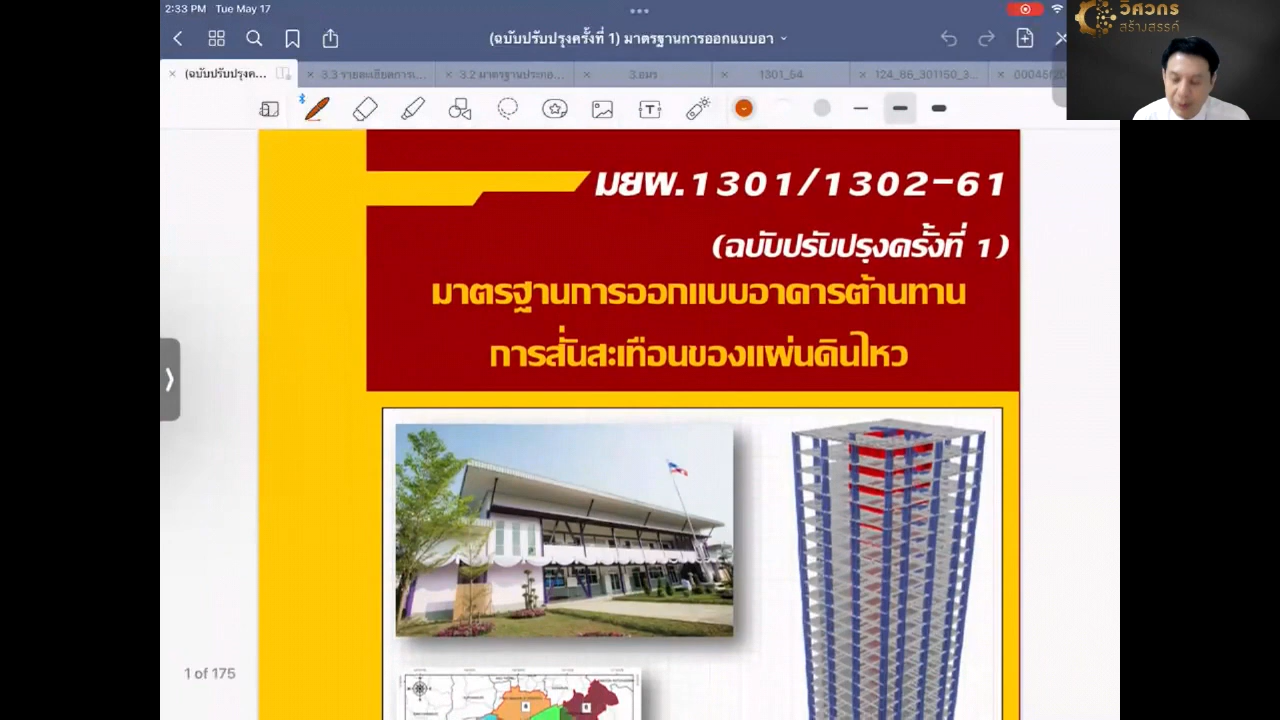 2:33 PM Tue May 17
(ฉบับปรับปรุงครั้งที่ 1) มาตรฐานการออกแบบอา
วิศวกร
สร้างสรรค์
(ฉบับปรับปรุงค...
3.3 รายละเอียดการ...
3.2 มาตรฐานประกอ...
3.อมร
1301_54
124_86_301150_3...
มยผ.1301/1302-61
(ฉบับปรับปรุงครั้งที่ 1)
มาตรฐานการออกแบบอาคารต้านทาน
การสั่นสะเทือนของแผ่นดินไหว
1 of 175